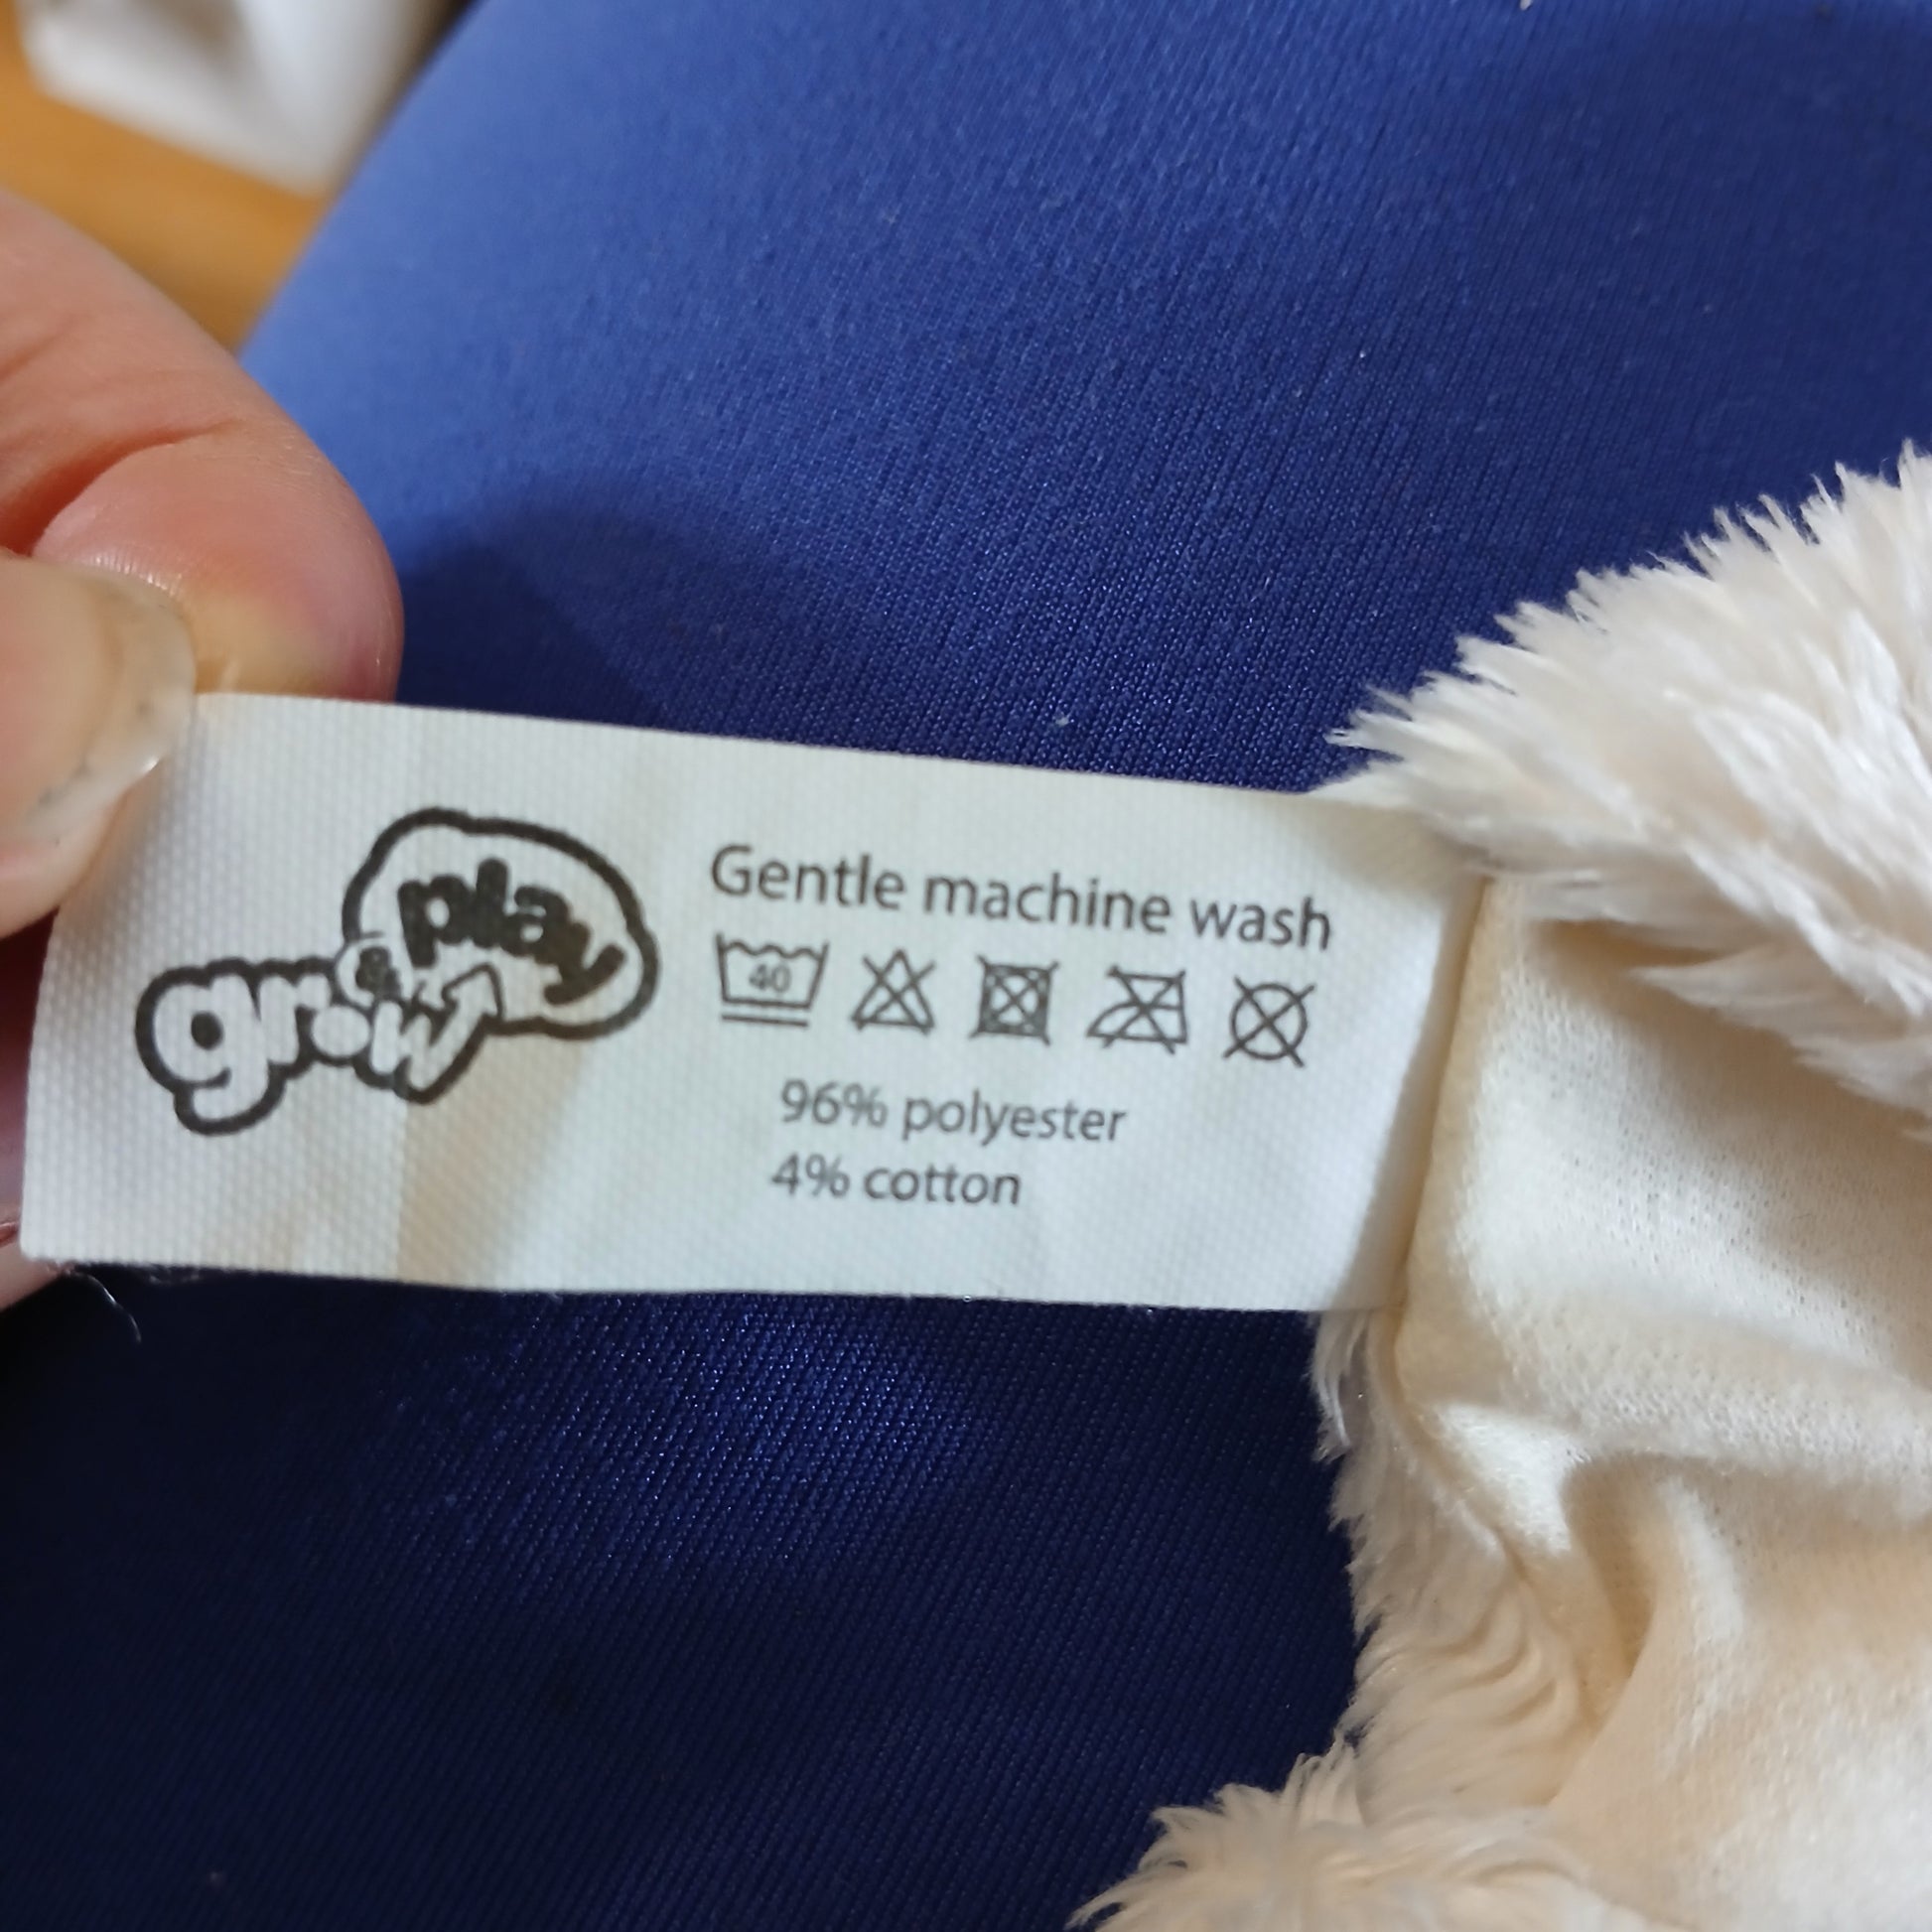 grow
& play
Gentle machine wash
40
96% polyester
4% cotton